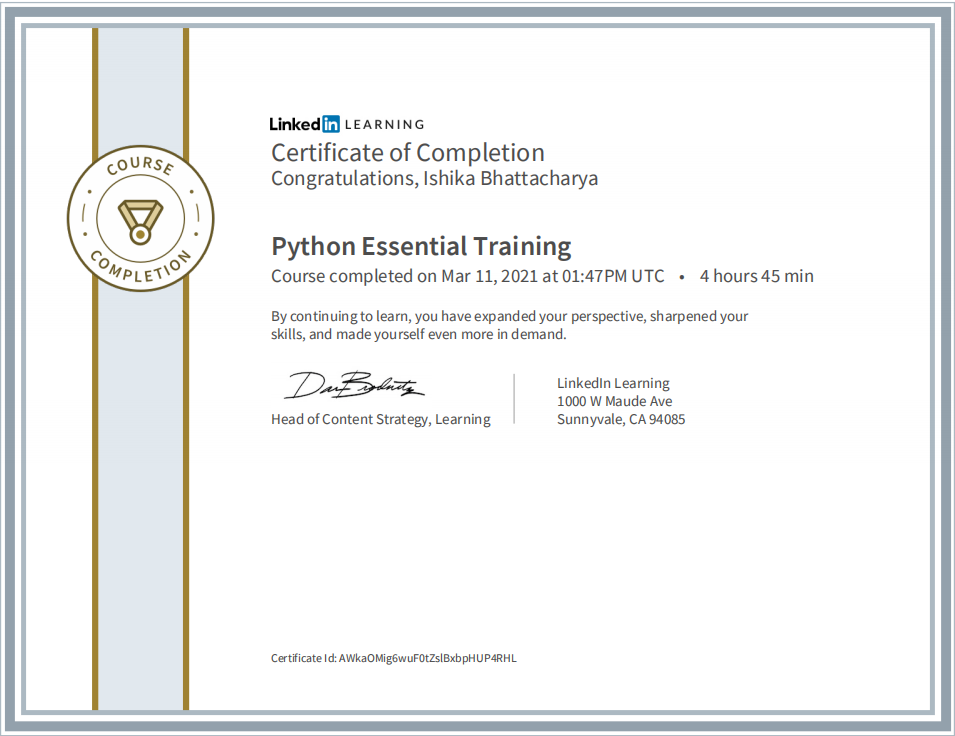 COURSE
COMPLETION
Linked in LEARNING
Certificate of Completion
Congratulations, Ishika Bhattacharya
Python Essential Training
Course completed on Mar 11, 2021 at 01:47PM UTC • 4 hours 45 min
By continuing to learn, you have expanded your perspective, sharpened your
skills, and made yourself even more in demand.
Head of Content Strategy, Learning
LinkedIn Learning
1000 W Maude Ave
Sunnyvale, CA 94085
Certificate Id: AWkaOMig6wuF0tZslBxbpHUP4RHL